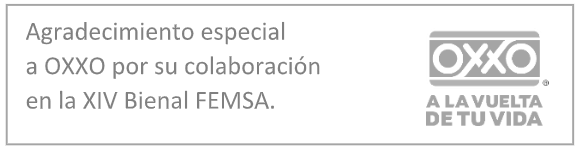 Agradecimiento especial
a OXXO por su colaboración
en la XIV Bienal FEMSA.
OXXO
®
A LA VUELTA
DE TU VIDA